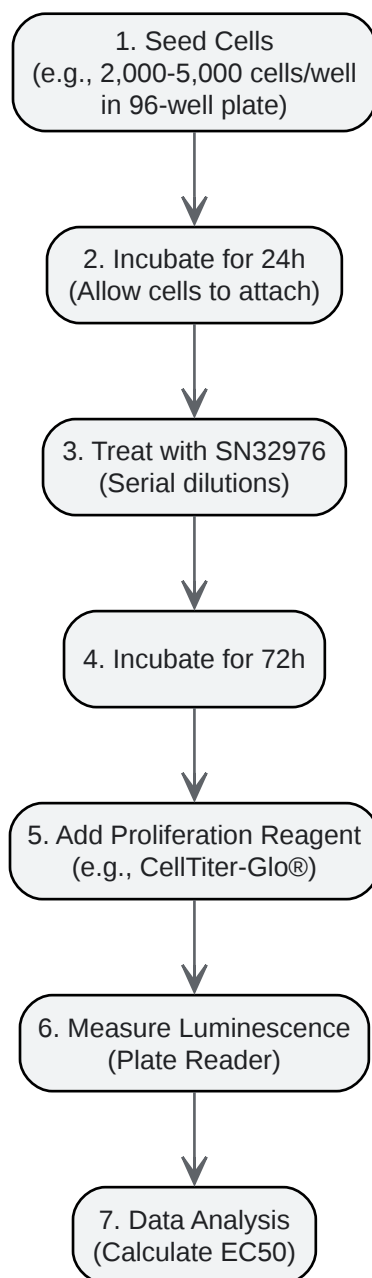 1. Seed Cells
(e.g., 2,000-5,000 cells/well
in 96-well plate)
2. Incubate for 24h
(Allow cells to attach)
3. Treat with SN32976
(Serial dilutions)
4. Incubate for 72h
5. Add Proliferation Reagent
(e.g., CellTiter-Glo®)
6. Measure Luminescence
(Plate Reader)
7. Data Analysis
(Calculate EC50)